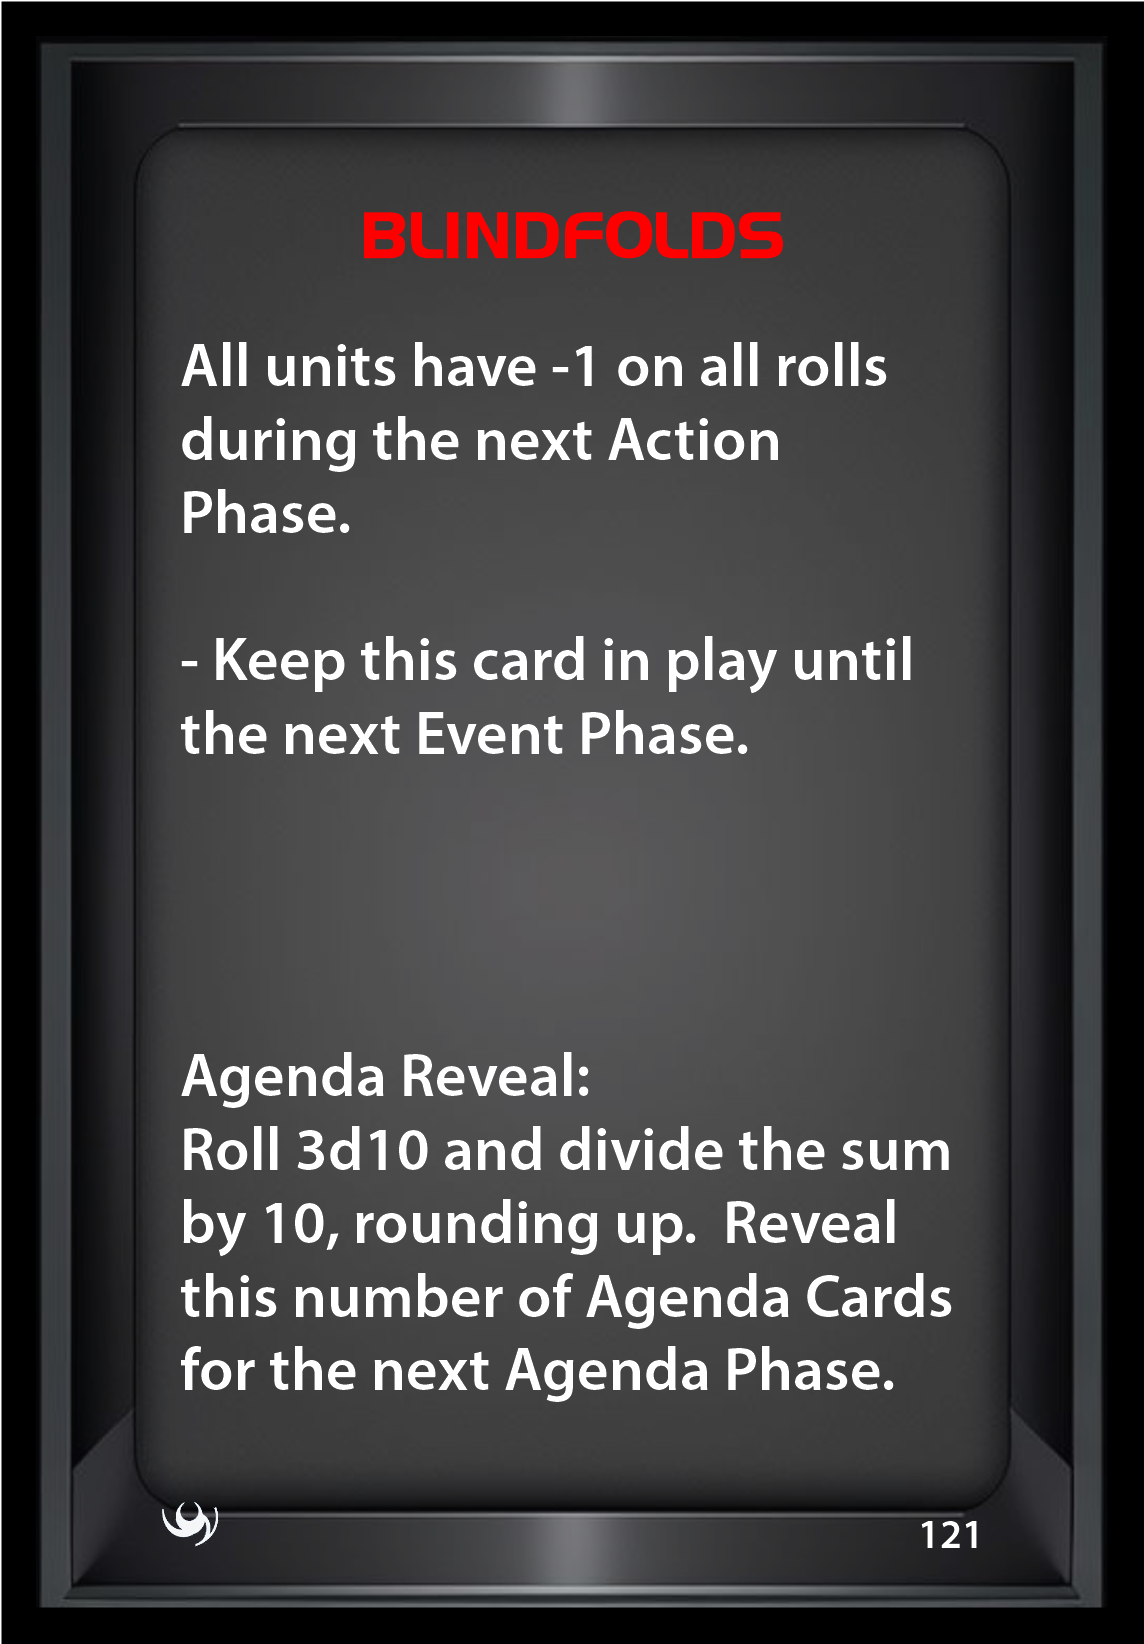 BLINDFOLDS
All units have -1 on all rolls
during the next Action
Phase.
- Keep this card in play until
the next Event Phase.
Agenda Reveal:
Roll 3d10 and divide the sum
by 10, rounding up.  Reveal
this number of Agenda Cards
for the next Agenda Phase.
121